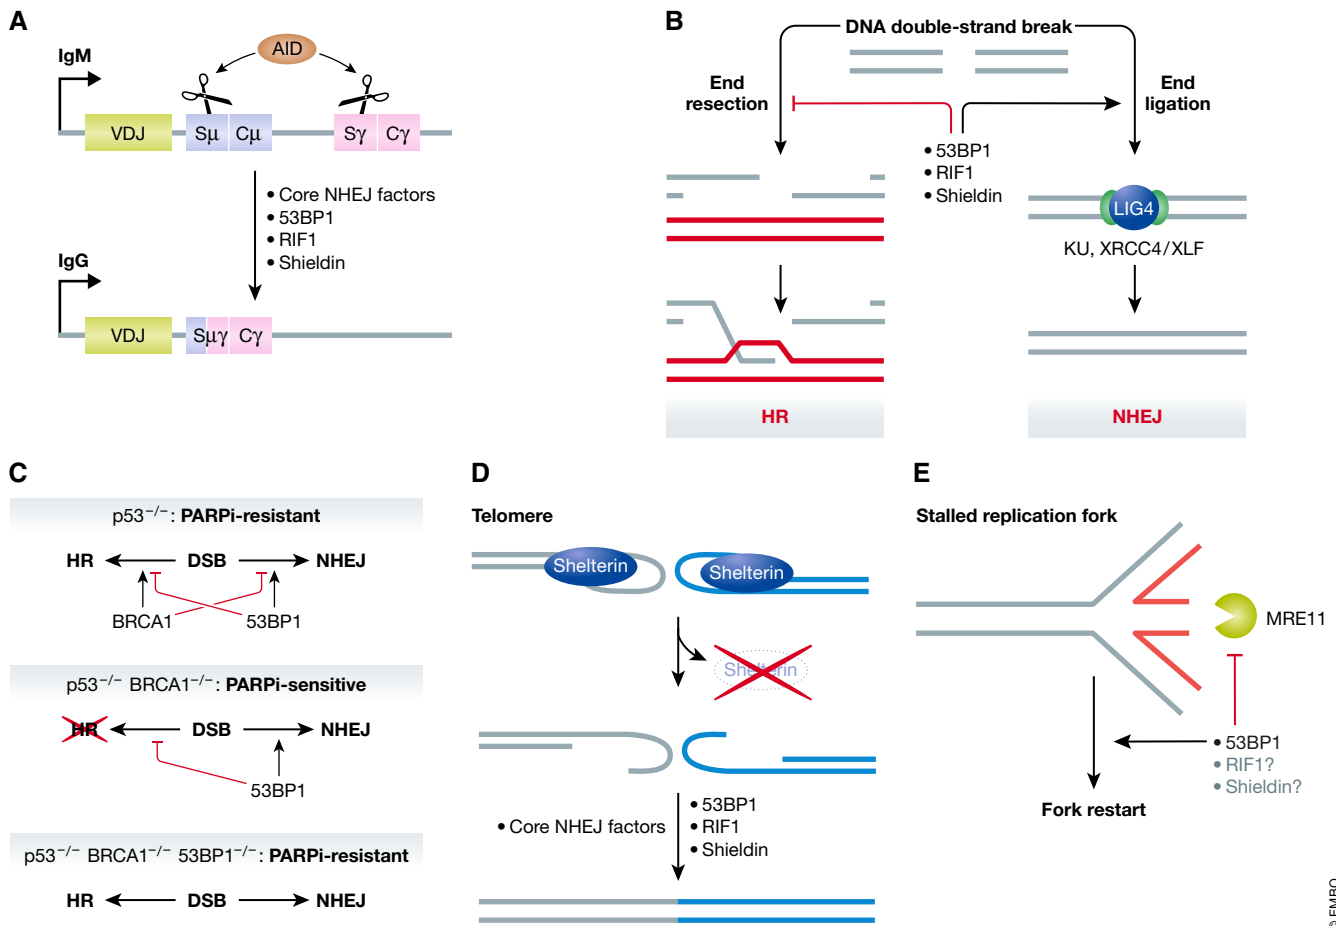 A
IgM
AID
VDJ
Sμ
Cμ
Sγ
Cγ
• Core NHEJ factors
• 53BP1
• RIF1
• Shieldin
IgG
VDJ
Sμγ
Cγ
B
DNA double-strand break
End
resection
End
ligation
• 53BP1
• RIF1
• Shieldin
LIG4
KU, XRCC4/XLF
HR
NHEJ
C
p53−/−: PARPi-resistant
HR DSB NHEJ
BRCA1 53BP1
p53−/− BRCA1−/−: PARPi-sensitive
HR DSB NHEJ
53BP1
p53−/− BRCA1−/− 53BP1−/−: PARPi-resistant
HR DSB NHEJ
D
Telomere
Shelterin
Shelterin
Shelterin
• Core NHEJ factors
• 53BP1
• RIF1
• Shieldin
E
Stalled replication fork
MRE11
• 53BP1
• RIF1?
• Shieldin?
Fork restart
© EMBO